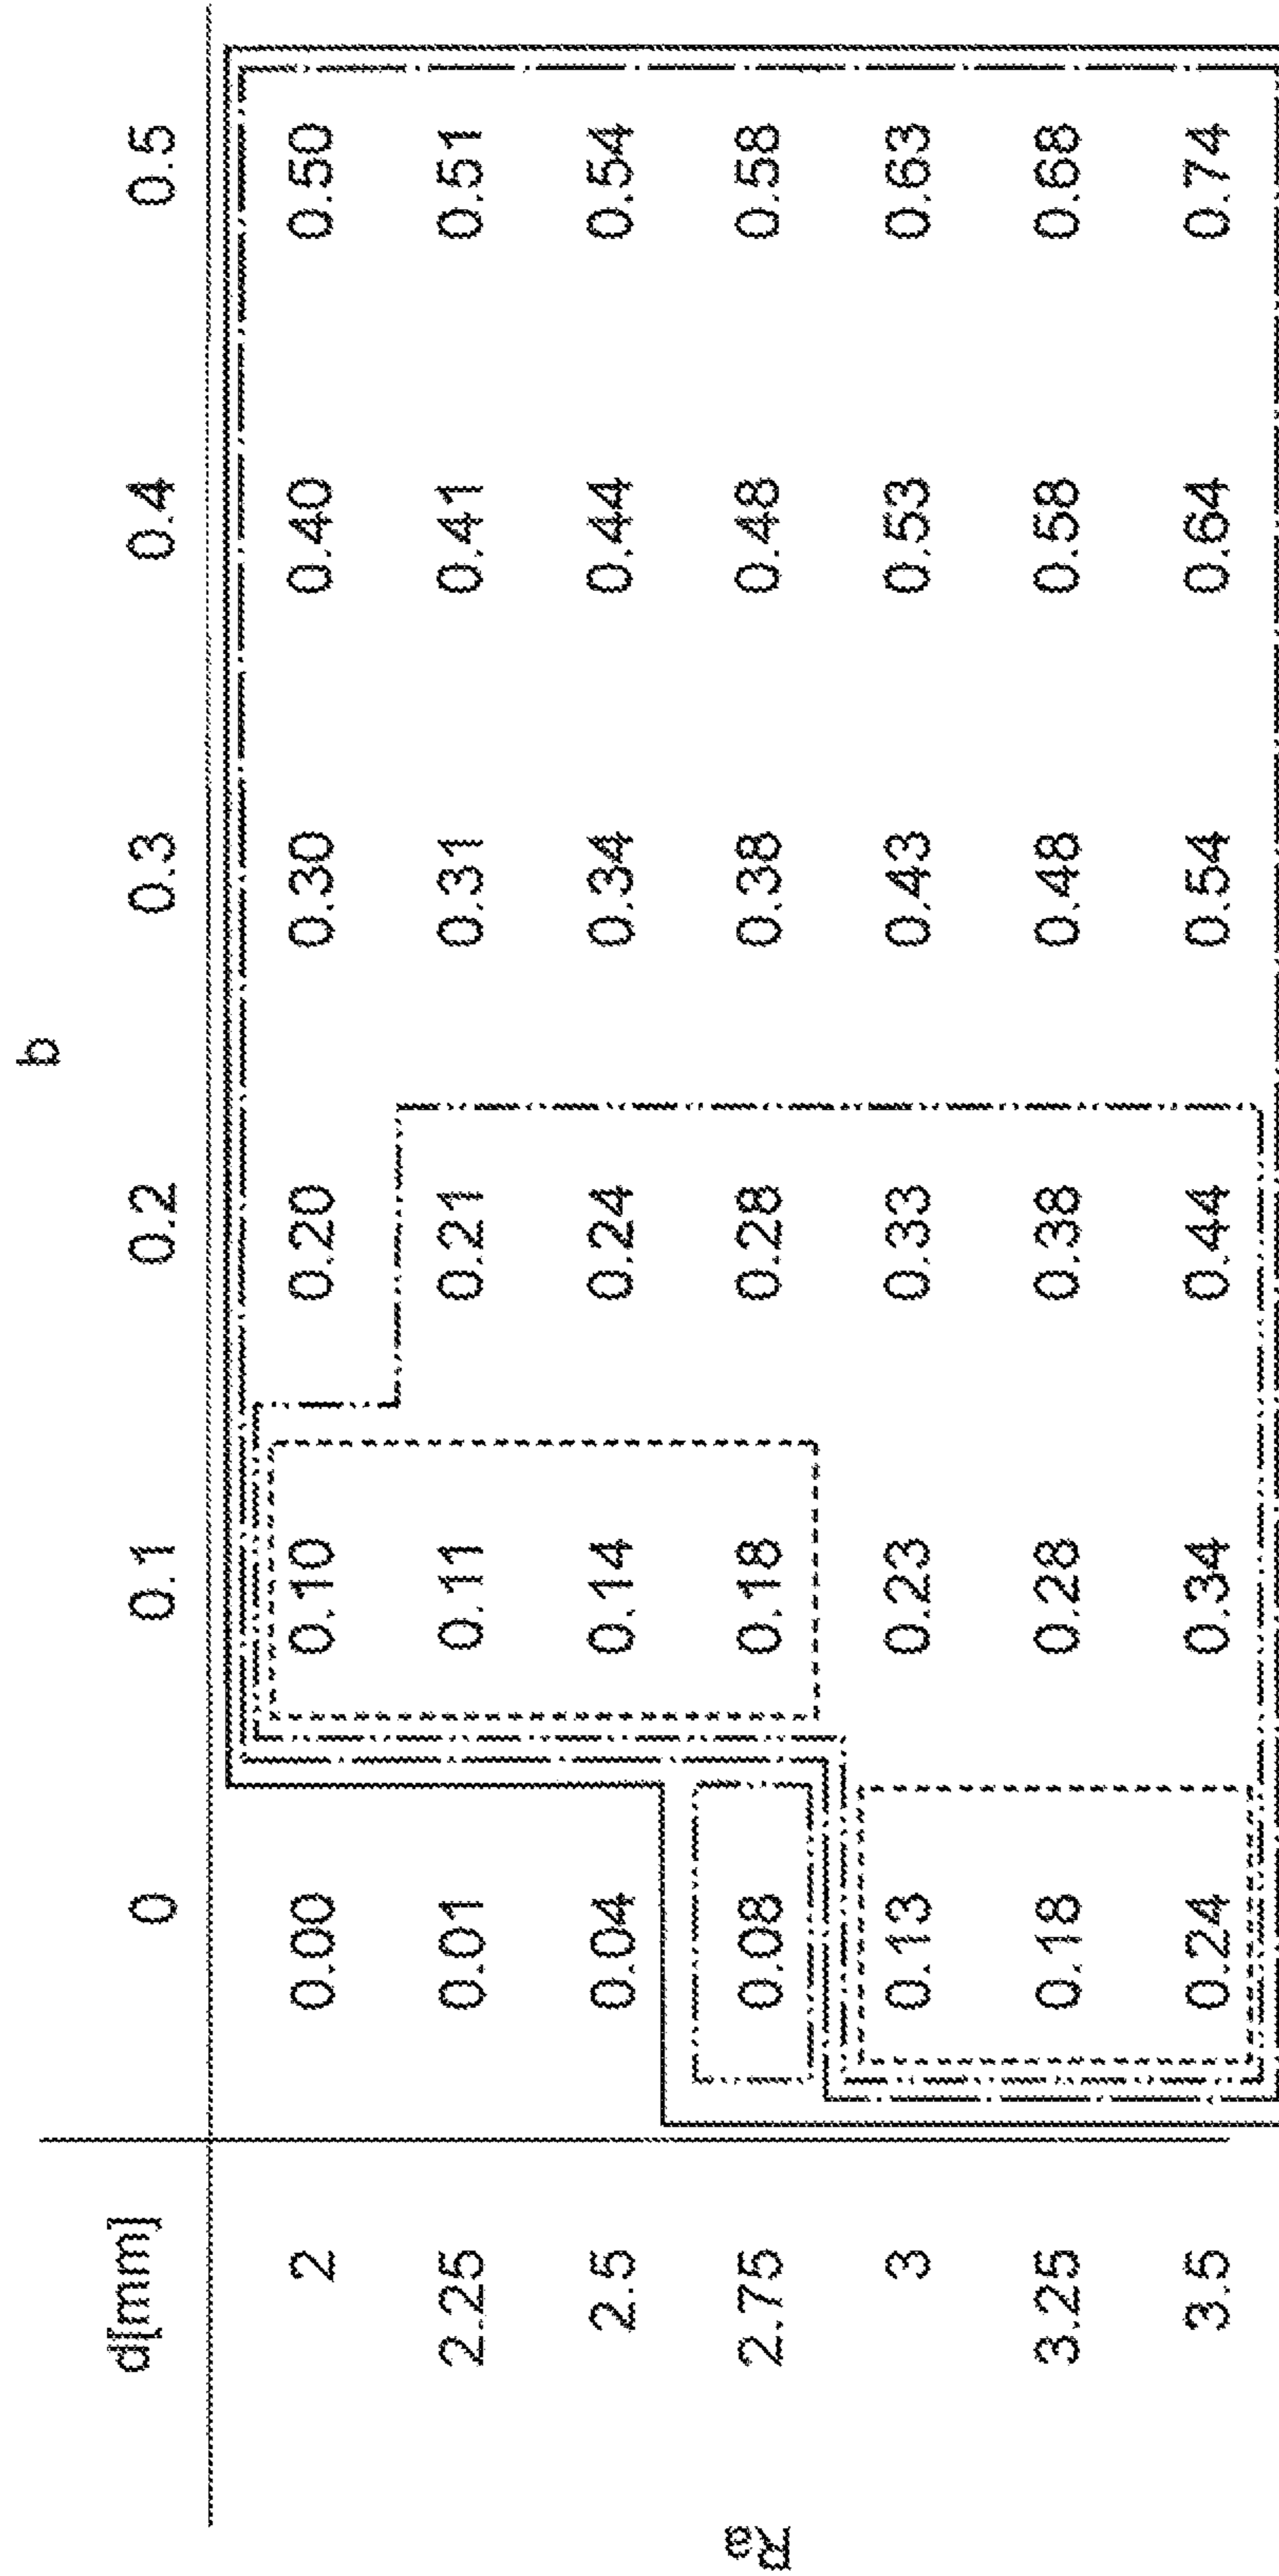 b
d[mm] 0 0.1 0.2 0.3 0.4 0.5
2 0.00 0.10 0.20 0.30 0.40 0.50
2.25 0.01 0.11 0.21 0.31 0.41 0.51
2.5 0.04 0.14 0.24 0.34 0.44 0.54
Ra 2.75 0.08 0.18 0.28 0.38 0.48 0.58
3 0.13 0.23 0.33 0.43 0.53 0.63
3.25 0.18 0.28 0.38 0.48 0.58 0.68
3.5 0.24 0.34 0.44 0.54 0.64 0.74